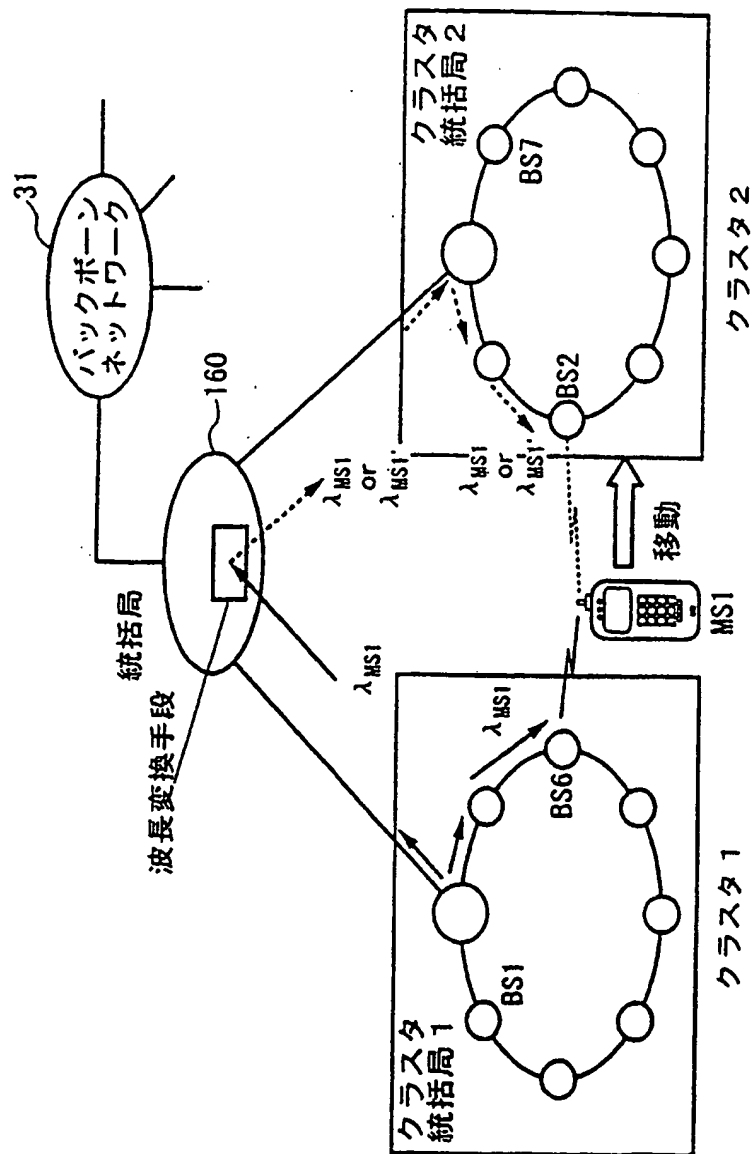 バックボーン
ネットワーク
31
統括局
160
波長変換手段
λMS1
λMS1
or
λMS1'
クラスタ
統括局1
BS1
λMS1
BS6
クラスタ1
クラスタ
統括局2
BS7
λMS1
or
λMS1'
BS2
クラスタ2
移動
MS1